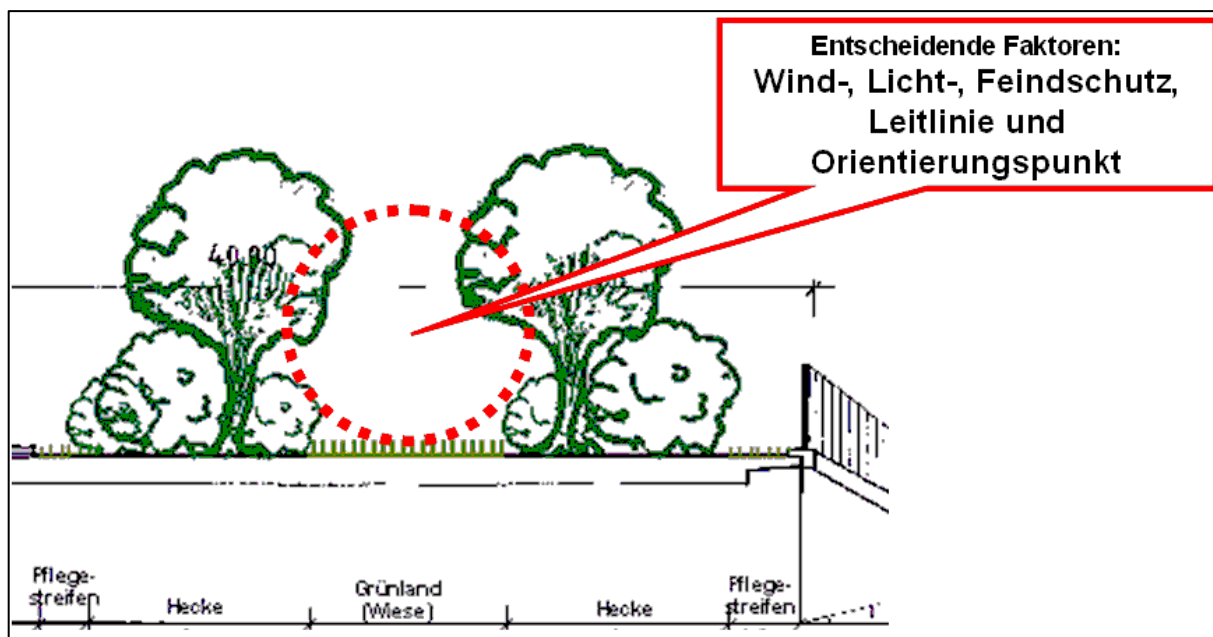 Entscheidende Faktoren:
Wind-, Licht-, Feindschutz,
Leitlinie und
Orientierungspunkt
40.00
Pflege-
streifen
Hecke
Grünland
(Wiese)
Hecke
Pflege-
streifen